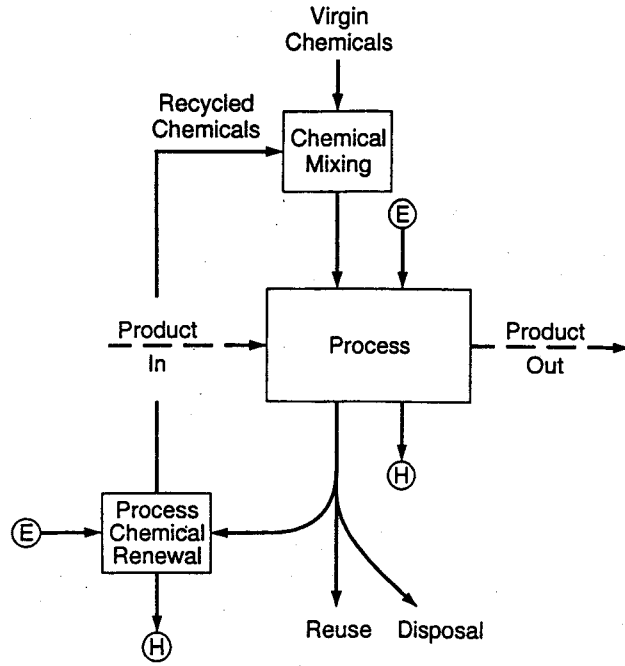 Virgin
Chemicals
Recycled
Chemicals
Chemical
Mixing
E
Product
In
Process
Product
Out
H
E
Process
Chemical
Renewal
H
Reuse
Disposal